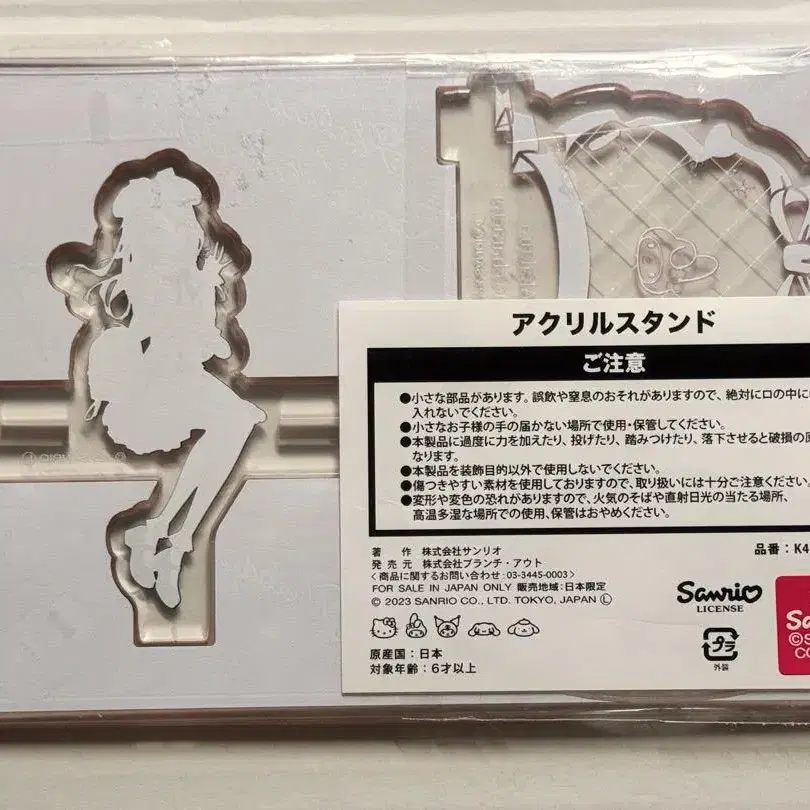 アクリルスタンド
ご注意
●小さな部品があります。誤飲や窒息のおそれがありますので、絶対に口の中に
入れないでください。
●小さなお子様の手の届かない場所で使用・保管してください。
●本製品に過度に力を加えたり、投げたり、踏みつけたり、落下させると破損の
なります。
●本製品を装飾目的以外で使用しないでください。
●傷つきやすい素材を使用しておりますので、取り扱いには十分ご注意ください。
●変形や変色の恐れがありますので、火気のそばや直射日光の当たる場所、
高温多湿な場所での使用、保管はおやめください。
著 作 株式会社サンリオ
品番：K4
発 売 元 株式会社ブランチ・アウト
＜商品に関するお問い合わせ：03-3445-0003＞
FOR SALE IN JAPAN ONLY 販売地域：日本限定
© 2023 SANRIO CO., LTD. TOKYO, JAPAN Ⓛ
Sanrio
LICENSE
プラ
外装
原産国：日本
対象年齢：6才以上
Sa
©S
CO